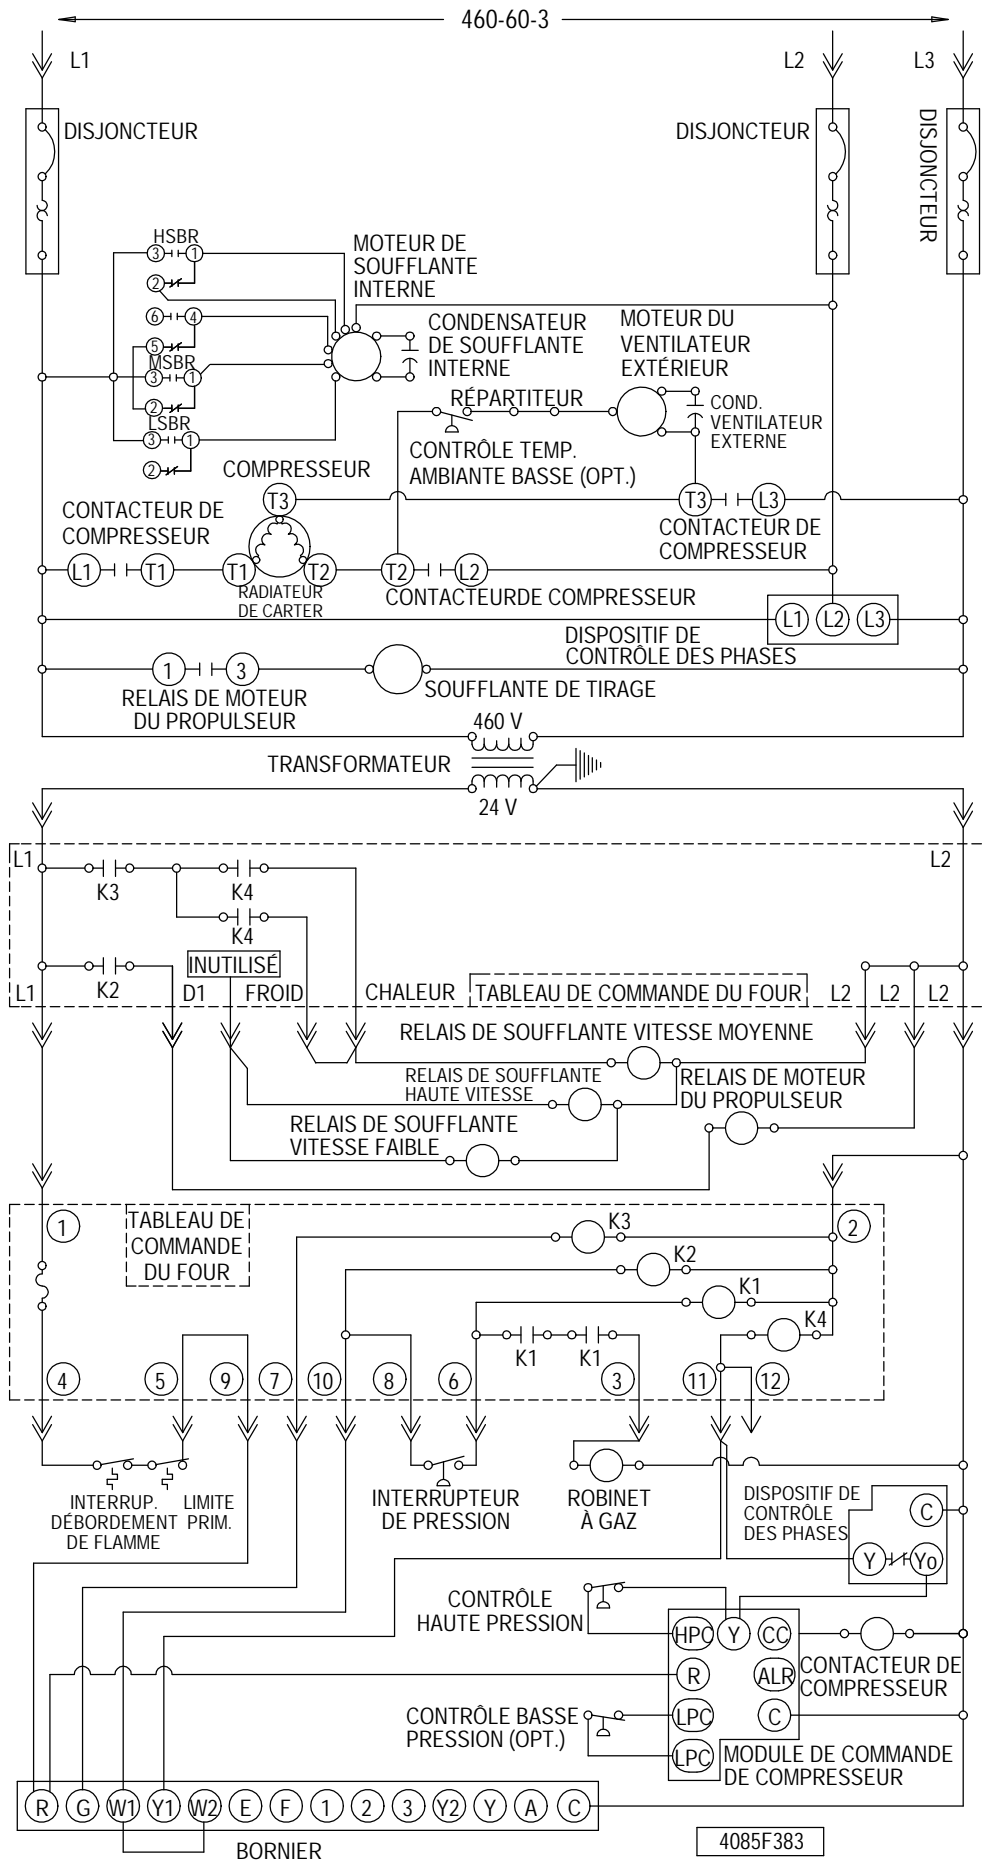 460-60-3
L1
L2
L3
DISJONCTEUR
DISJONCTEUR
DISJONCTEUR
HSBR
3
1
2
6
4
5
MSBR
3
1
2
LSBR
3
1
2
MOTEUR DE
SOUFFLANTE
INTERNE
CONDENSATEUR
DE SOUFFLANTE
INTERNE
MOTEUR DU
VENTILATEUR
EXTÉRIEUR
RÉPARTITEUR
COND.
VENTILATEUR
EXTERNE
CONTRÔLE TEMP.
AMBIANTE BASSE (OPT.)
COMPRESSEUR
T3
T3
L3
CONTACTEUR DE
COMPRESSEUR
CONTACTEUR DE
COMPRESSEUR
L1
T1
T1
T2
T2
L2
RADIATEUR
DE CARTER
CONTACTEURDE COMPRESSEUR
L1
L2
L3
DISPOSITIF DE
CONTRÔLE DES PHASES
1
3
RELAIS DE MOTEUR
DU PROPULSEUR
SOUFFLANTE DE TIRAGE
460 V
TRANSFORMATEUR
24 V
L1
L2
K3
K4
K4
INUTILISÉ
L1
K2
D1
FROID
CHALEUR
TABLEAU DE COMMANDE DU FOUR
L2
L2
L2
RELAIS DE SOUFFLANTE VITESSE MOYENNE
RELAIS DE SOUFFLANTE
HAUTE VITESSE
RELAIS DE MOTEUR
DU PROPULSEUR
RELAIS DE SOUFFLANTE
VITESSE FAIBLE
1
TABLEAU DE
COMMANDE
DU FOUR
K3
2
K2
K1
K4
K1
K1
4
5
9
7
10
8
6
3
11
12
INTERRUP.
DÉBORDEMENT
DE FLAMME
LIMITE
PRIM.
INTERRUPTEUR
DE PRESSION
ROBINET
À GAZ
DISPOSITIF DE
CONTRÔLE
DES PHASES
C
Y
Yo
CONTRÔLE
HAUTE PRESSION
HPC
Y
CC
R
ALR
CONTACTEUR DE
COMPRESSEUR
CONTRÔLE BASSE
PRESSION (OPT.)
LPC
C
LPC
MODULE DE COMMANDE
DE COMPRESSEUR
R
G
W1
Y1
W2
E
F
1
2
3
Y2
Y
A
C
BORNIER
4085F383